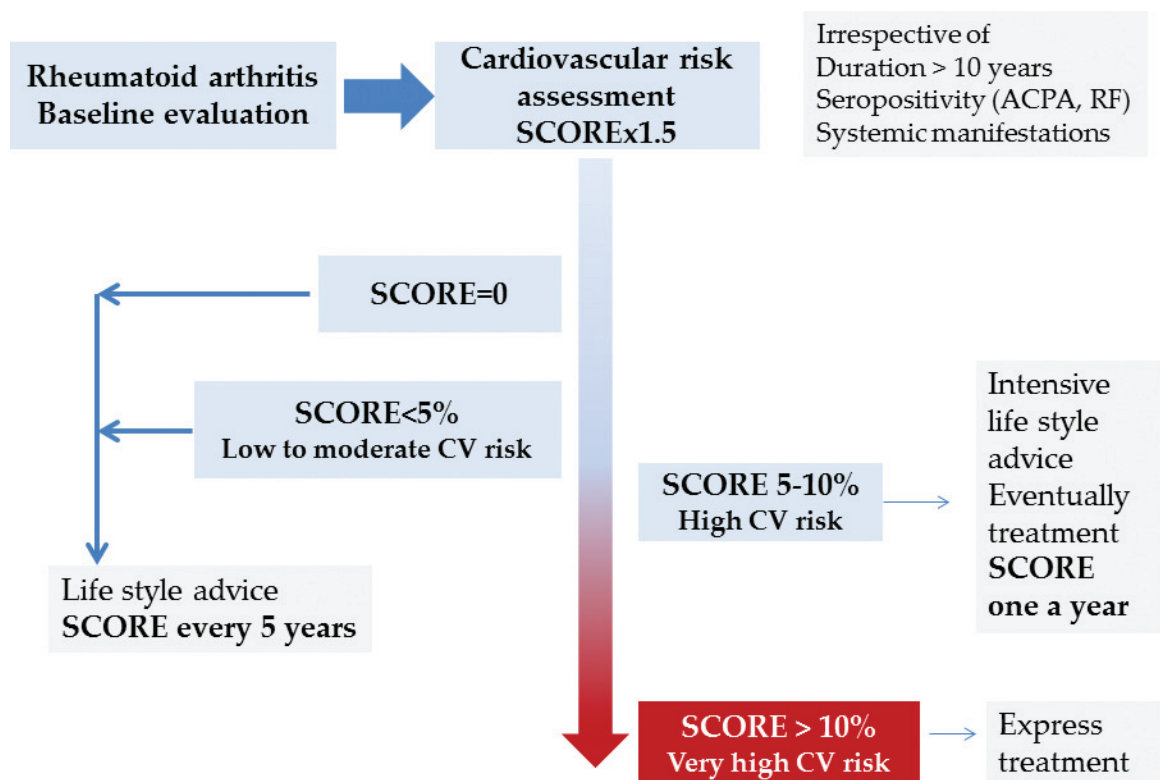 Rheumatoid arthritis
Baseline evaluation
Cardiovascular risk
assessment
SCOREx1.5
Irrespective of
Duration > 10 years
Seropositivity (ACPA, RF)
Systemic manifestations
SCORE=0
SCORE<5%
Low to moderate CV risk
Life style advice
SCORE every 5 years
SCORE 5-10%
High CV risk
Intensive
life style
advice
Eventually
treatment
SCORE
one a year
SCORE > 10%
Very high CV risk
Express
treatment